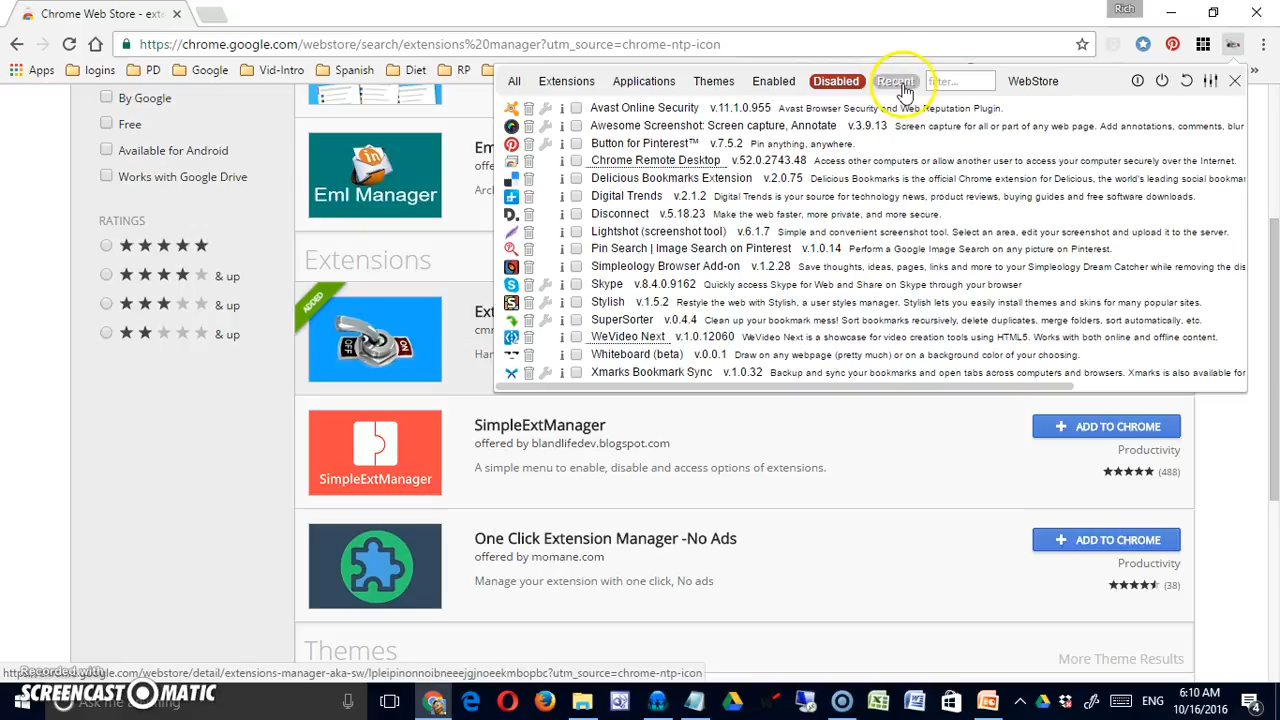 Chrome Web Store - exte
Rich
https://chrome.google.com/webstore/search/extensions%20manager?utm_source=chrome-ntp-icon
Apps logins PD Google Vid-Intro Spanish Diet RP
All Extensions Applications Themes Enabled Disabled Recent filter... WebStore
Avast Online Security v.11.1.0.955 Avast Browser Security and Web Reputation Plugin.
Awesome Screenshot: Screen capture, Annotate v.3.9.13 Screen capture for all or part of any web page. Add annotations, comments, blur
Button for Pinterest™ v.7.5.2 Pin anything, anywhere.
Chrome Remote Desktop v.52.0.2743.48 Access other computers or allow another user to access your computer securely over the Internet.
Delicious Bookmarks Extension v.2.0.75 Delicious Bookmarks is the official Chrome extension for Delicious, the world's leading social bookmar
Digital Trends v.2.1.2 Digital Trends is your source for technology news, product reviews, buying guides and free software downloads.
Disconnect v.5.18.23 Make the web faster, more private, and more secure.
Lightshot (screenshot tool) v.6.1.7 Simple and convenient screenshot tool. Select an area, edit your screenshot and upload it to the server.
Pin Search | Image Search on Pinterest v.1.0.14 Perform a Google Image Search on any picture on Pinterest.
Simpleology Browser Add-on v.1.2.28 Save thoughts, ideas, pages, links and more to your Simpleology Dream Catcher while removing the dis
Skype v.8.4.0.9162 Quickly access Skype for Web and Share on Skype through your browser
Stylish v.1.5.2 Restyle the web with Stylish, a user styles manager. Stylish lets you easily install themes and skins for many popular sites.
SuperSorter v.0.4.4 Clean up your bookmark mess! Sort bookmarks recursively, delete duplicates, merge folders, sort automatically, etc.
WeVideo Next v.1.0.12060 WeVideo Next is a showcase for video creation tools using HTML5. Works with both online and offline content.
Whiteboard (beta) v.0.0.1 Draw on any webpage (pretty much) or on a background color of your choosing.
Xmarks Bookmark Sync v.1.0.32 Backup and sync your bookmarks and open tabs across computers and browsers. Xmarks is also available for
By Google
Free
Available for Android
Works with Google Drive
RATINGS
& up
& up
& up
Eml Manager
Em
Arc
Extensions
ADDED
OFF ON
Ext
cm
Han
SimpleExtManager
SimpleExtManager
offered by blandlifedev.blogspot.com
A simple menu to enable, disable and access options of extensions.
ADD TO CHROME
Productivity
(488)
One Click Extension Manager -No Ads
offered by momane.com
Manage your extension with one click, No ads
ADD TO CHROME
Productivity
(38)
Themes
More Theme Results
https://chrome.google.com/webstore/detail/extensions-manager-aka-sw/lpleipinonnoibneeejgjnoeekmbopbc?utm_source=chrome-ntp-icon
Recorded with
SCREENCAST-O-MATIC
Ask me anything
ENG
6:10 AM
10/16/2016
4